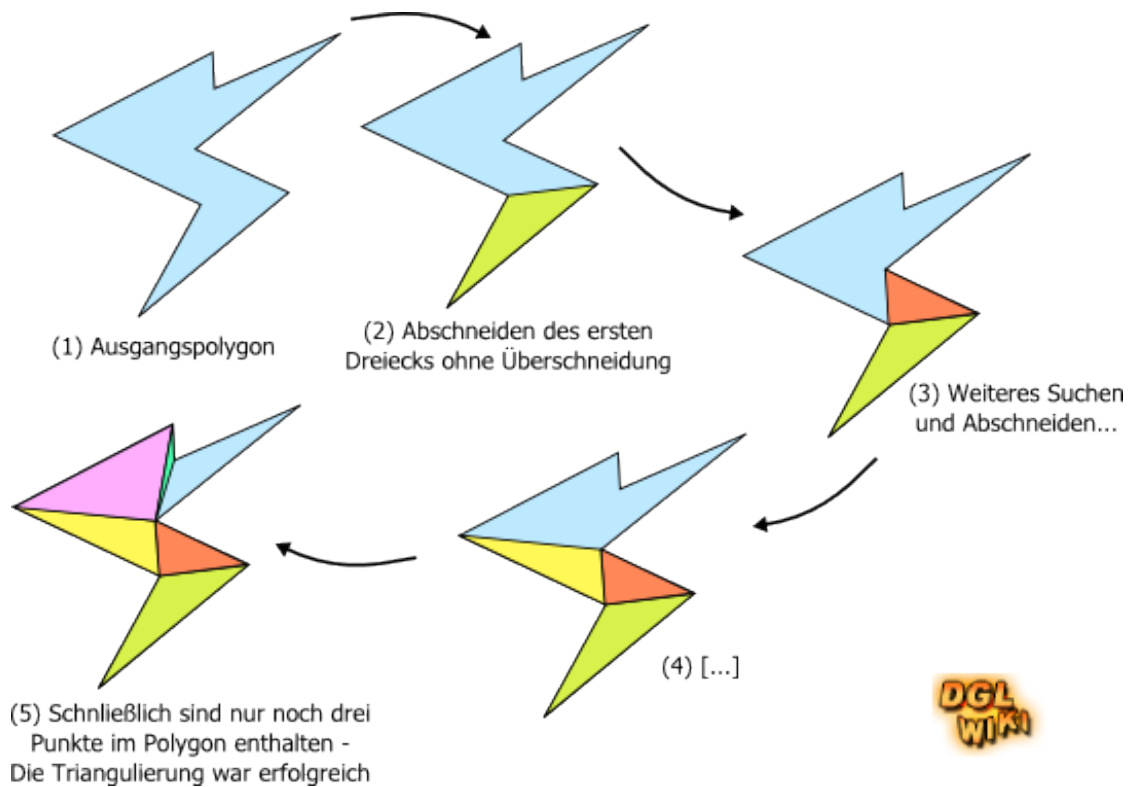 (1) Ausgangspolygon
(2) Abschneiden des ersten
Dreiecks ohne Überschneidung
(3) Weiteres Suchen
und Abschneiden...
(4) [...]
(5) Schnließlich sind nur noch drei
Punkte im Polygon enthalten -
Die Triangulierung war erfolgreich
DGL
WIKI